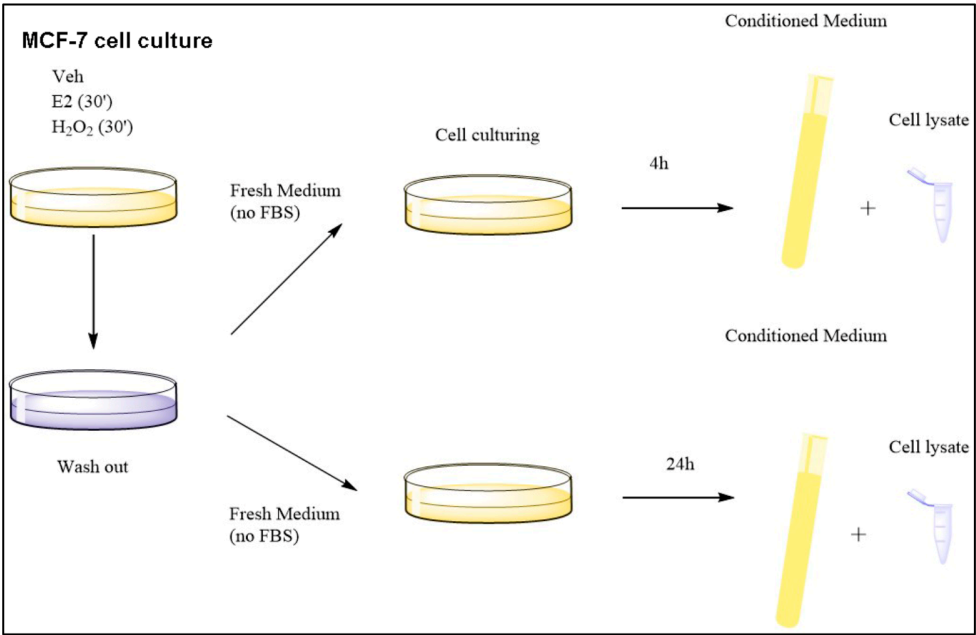 MCF-7 cell culture
Veh
E2 (30')
H₂O₂ (30')
Wash out
Fresh Medium
(no FBS)
Cell culturing
4h
Conditioned Medium
Cell lysate
+
Fresh Medium
(no FBS)
24h
Conditioned Medium
Cell lysate
+